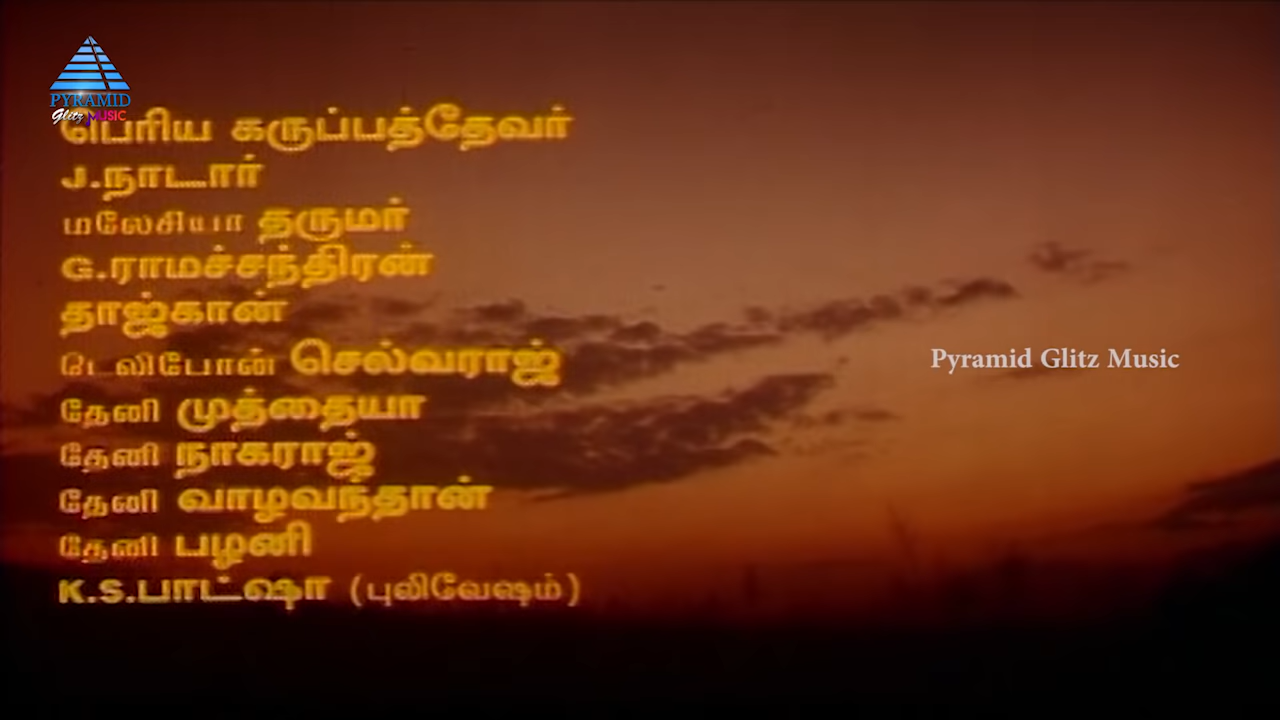 PYRAMID
Glitz MUSIC
பெரிய கருப்பத்தேவர்
J.நாடார்
மலேசியா தருமர்
G.ராமச்சந்திரன்
தாஜ்கான்
டெலிபோன் செல்வராஜ்
Pyramid Glitz Music
தேனி முத்தையா
தேனி நாகராஜ்
தேனி வாழவந்தான்
தேனி பழனி
K.S.பாட்ஷா (புலிவேஷம்)